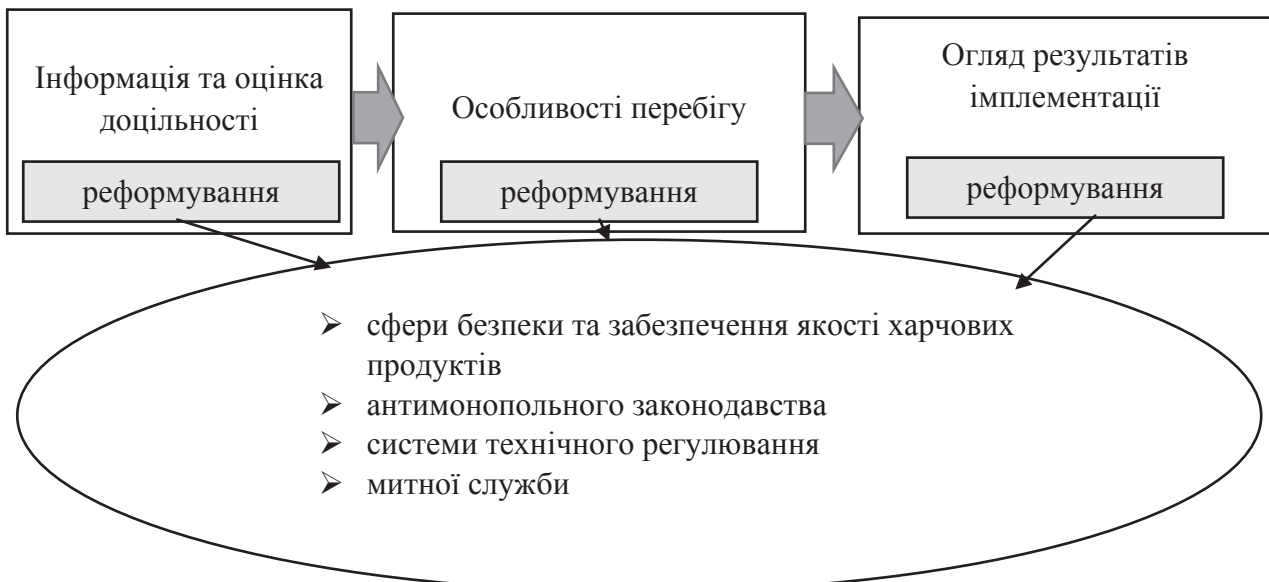 Інформація та оцінка
доцільності
реформування
Особливості перебігу
реформування
Огляд результатів
імплементації
реформування
➢ сфери безпеки та забезпечення якості харчових
продуктів
➢ антимонопольного законодавства
➢ системи технічного регулювання
➢ митної служби